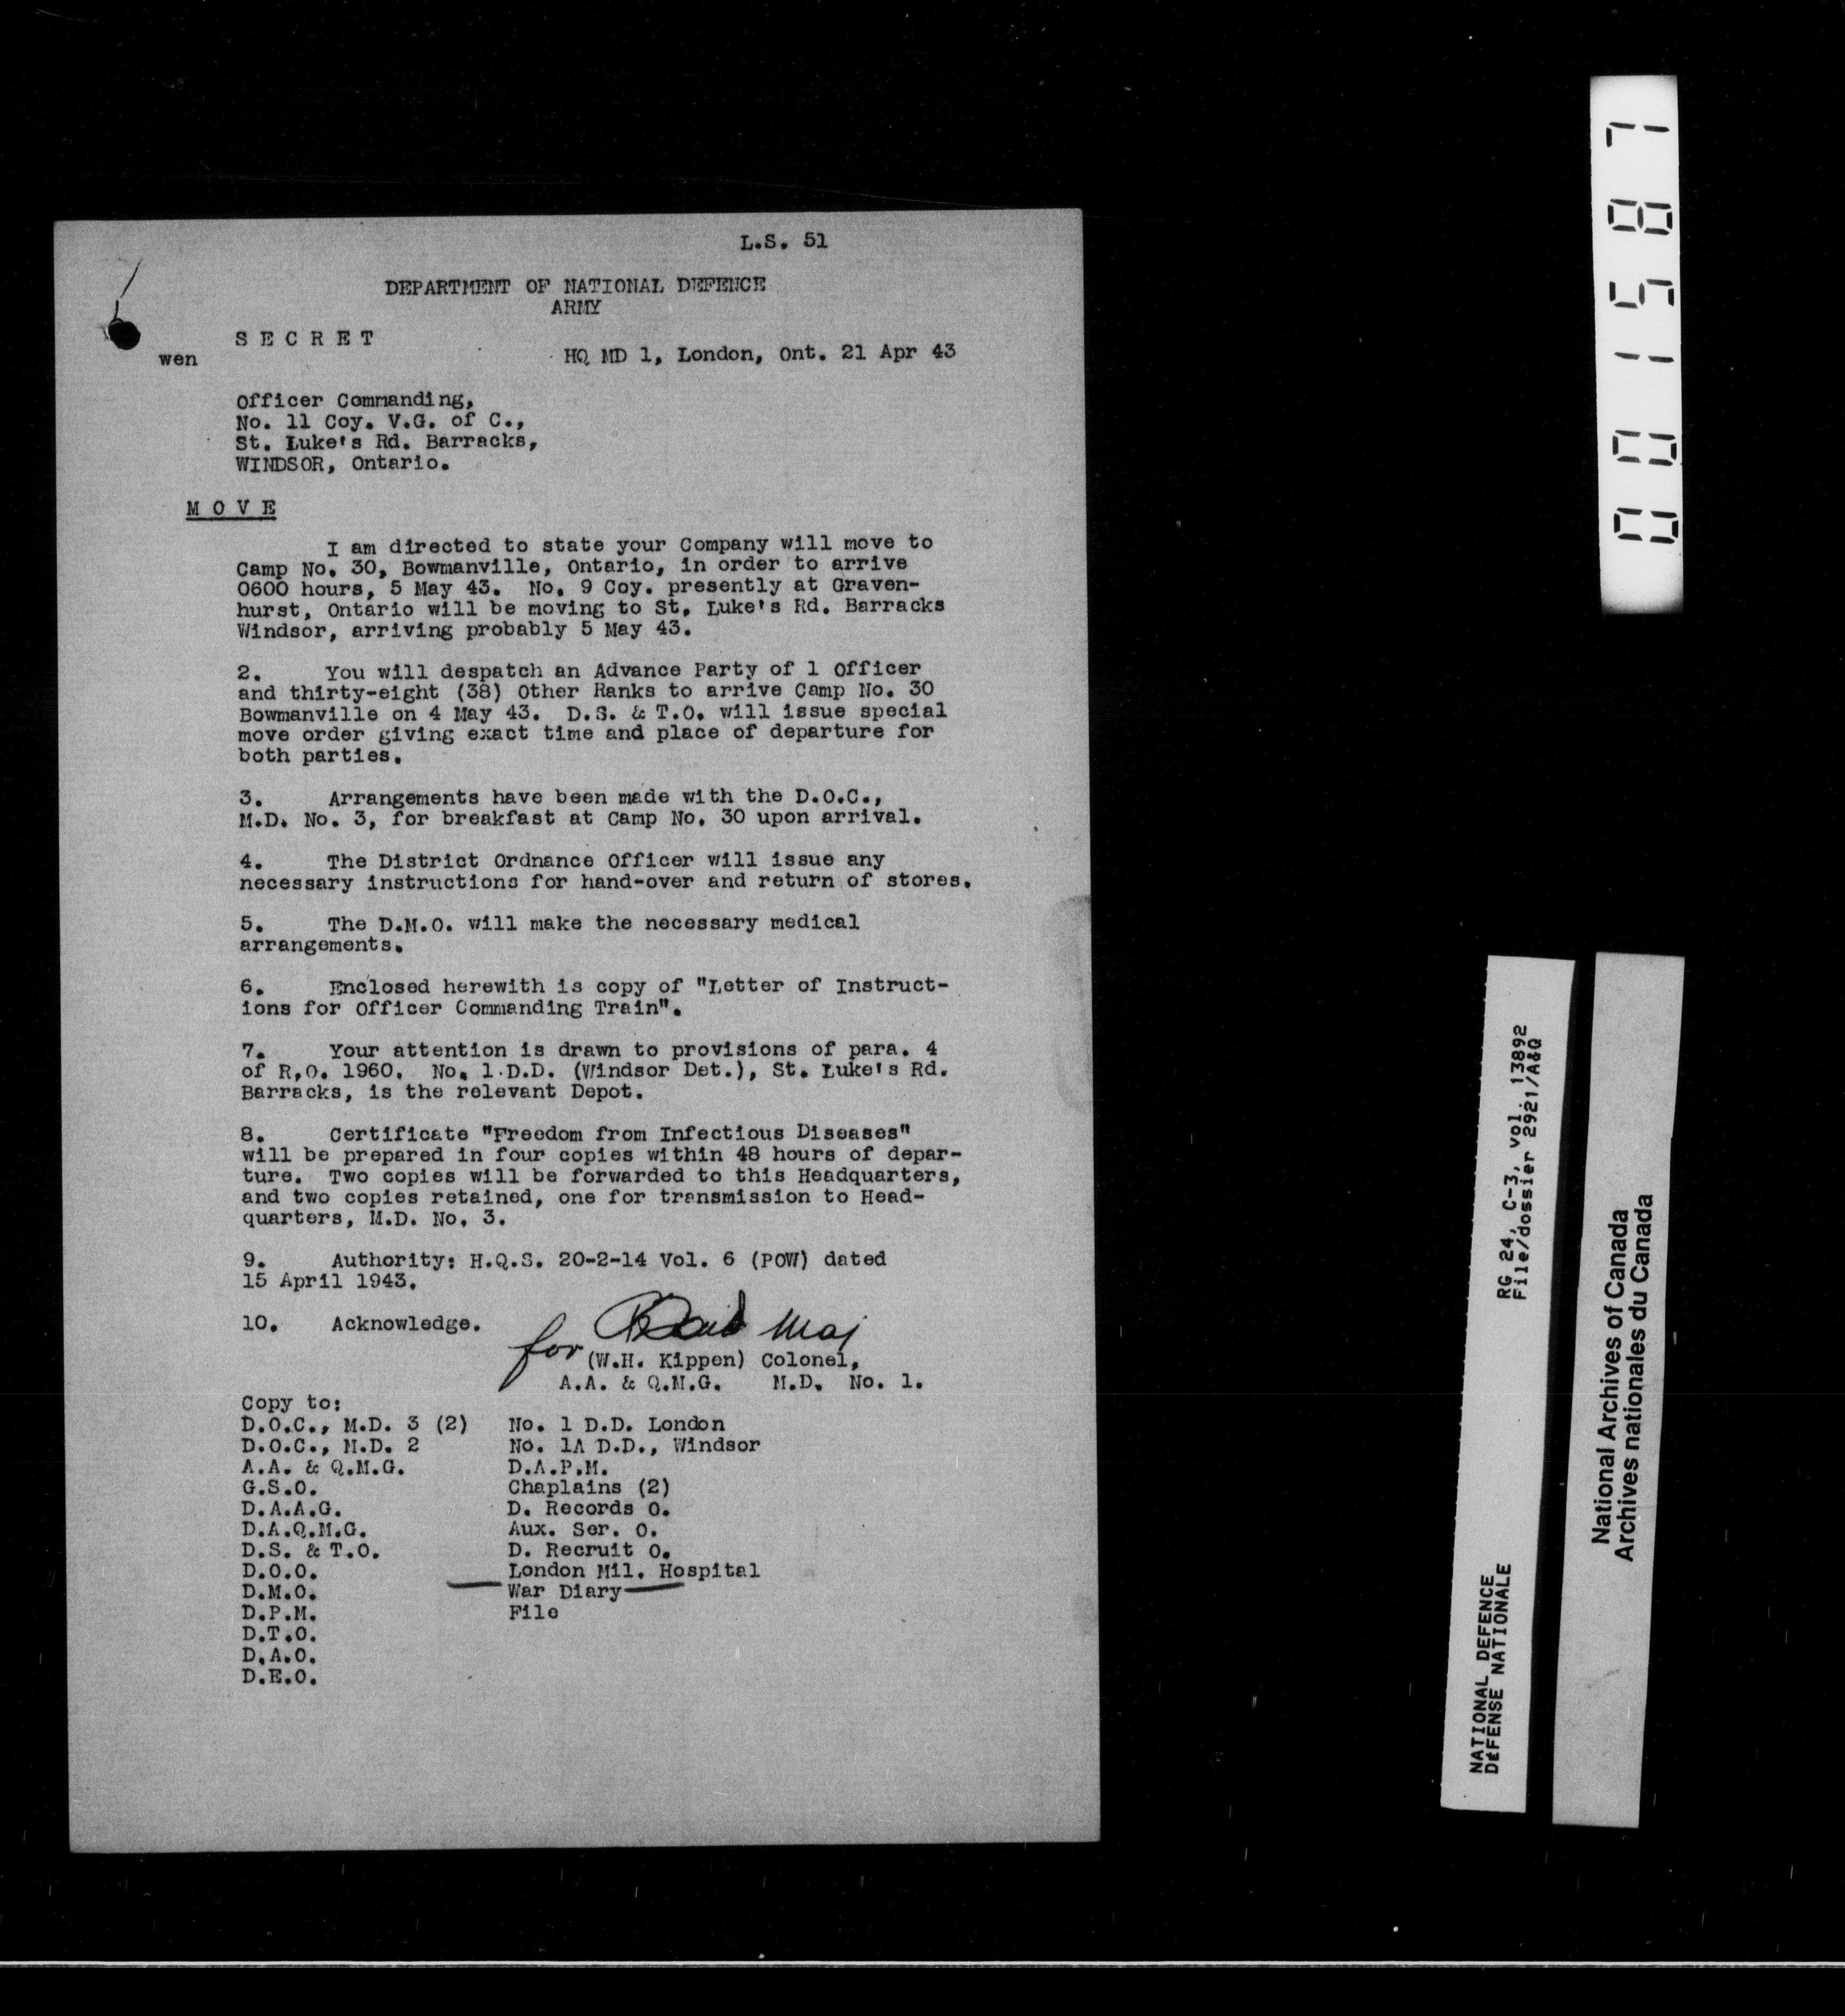 L.S. 51
DEPARTMENT OF NATIONAL DEFENCE
ARMY
S E C R E T
wen
HQ MD 1, London, Ont. 21 Apr 43
Officer Commanding,
No. 11 Coy. V.G. of C.,
St. Luke's Rd. Barracks,
WINDSOR, Ontario.
M O V E
I am directed to state your Company will move to
Camp No. 30, Bowmanville, Ontario, in order to arrive
0600 hours, 5 May 43. No. 9 Coy. presently at Graven-
hurst, Ontario will be moving to St. Luke's Rd. Barracks
Windsor, arriving probably 5 May 43.
2. You will despatch an Advance Party of 1 Officer
and thirty-eight (38) Other Ranks to arrive Camp No. 30
Bowmanville on 4 May 43. D.S. & T.O. will issue special
move order giving exact time and place of departure for
both parties.
3. Arrangements have been made with the D.O.C.,
M.D. No. 3, for breakfast at Camp No. 30 upon arrival.
4. The District Ordnance Officer will issue any
necessary instructions for hand-over and return of stores.
5. The D.M.O. will make the necessary medical
arrangements.
6. Enclosed herewith is copy of "Letter of Instruct-
ions for Officer Commanding Train".
7. Your attention is drawn to provisions of para. 4
of R.O. 1960. No. 1 D.D. (Windsor Det.), St. Luke's Rd.
Barracks, is the relevant Depot.
8. Certificate "Freedom from Infectious Diseases"
will be prepared in four copies within 48 hours of depar-
ture. Two copies will be forwarded to this Headquarters,
and two copies retained, one for transmission to Head-
quarters, M.D. No. 3.
9. Authority: H.Q.S. 20-2-14 Vol. 6 (POW) dated
15 April 1943.
10. Acknowledge.
for Maj
(W.H. Kippen) Colonel,
A.A. & Q.M.G. M.D. No. 1.
Copy to:
D.O.C., M.D. 3 (2) No. 1 D.D. London
D.O.C., M.D. 2 No. 1A D.D., Windsor
A.A. & Q.M.G. D.A.P.M.
G.S.O. Chaplains (2)
D.A.A.G. D. Records O.
D.A.Q.M.G. Aux. Ser. O.
D.S. & T.O. D. Recruit O.
D.O.O. London Mil. Hospital
D.M.O. War Diary
D.P.M. File
D.T.O.
D.A.O.
D.E.O.
001587
NATIONAL DEFENCE RG 24, C-3, vol. 13892
DÉFENSE NATIONALE File/dossier 2921/A&Q
National Archives of Canada
Archives nationales du Canada